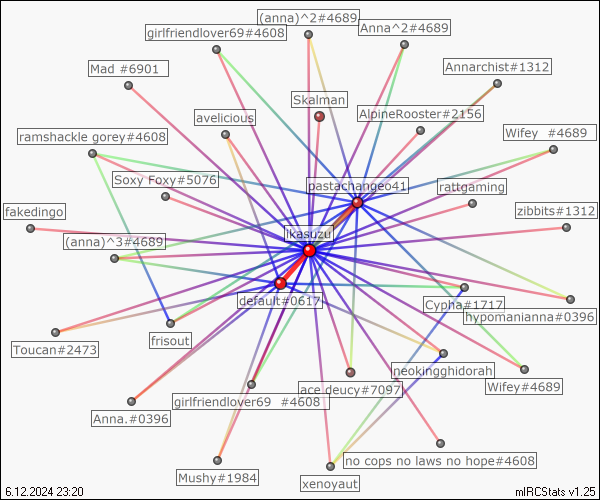 (anna)^2#4689
girlfriendlover69#4608
Anna^2#4689
Mad #6901
Annarchist#1312
Skalman
avelicious
AlpineRooster#2156
ramshackle gorey#4608
Wifey #4689
Soxy Foxy#5076
pastachangeo41
rattgaming
fakedingo
zibbits#1312
ikasuzu
(anna)^3#4689
default#0617
Cypha#1717
hypomanianna#0396
Toucan#2473
frisout
neokingghidorah
ace deucy#7097
Wifey#4689
girlfriendlover69 #4608
Anna.#0396
no cops no laws no hope#4608
Mushy#1984
xenoyaut
6.12.2024 23:20
mIRCStats v1.25